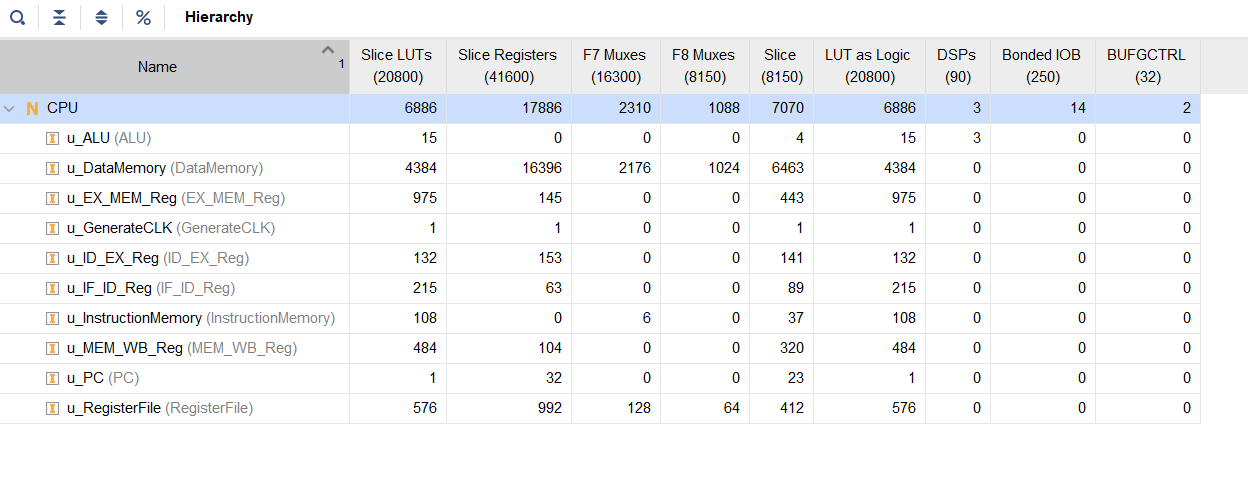 Hierarchy
Name 1 Slice LUTs (20800) Slice Registers (41600) F7 Muxes (16300) F8 Muxes (8150) Slice (8150) LUT as Logic (20800) DSPs (90) Bonded IOB (250) BUFGCTRL (32)
N CPU 6886 17886 2310 1088 7070 6886 3 14 2
I u_ALU (ALU) 15 0 0 0 4 15 3 0 0
I u_DataMemory (DataMemory) 4384 16396 2176 1024 6463 4384 0 0 0
I u_EX_MEM_Reg (EX_MEM_Reg) 975 145 0 0 443 975 0 0 0
I u_GenerateCLK (GenerateCLK) 1 1 0 0 1 1 0 0 0
I u_ID_EX_Reg (ID_EX_Reg) 132 153 0 0 141 132 0 0 0
I u_IF_ID_Reg (IF_ID_Reg) 215 63 0 0 89 215 0 0 0
I u_InstructionMemory (InstructionMemory) 108 0 6 0 37 108 0 0 0
I u_MEM_WB_Reg (MEM_WB_Reg) 484 104 0 0 320 484 0 0 0
I u_PC (PC) 1 32 0 0 23 1 0 0 0
I u_RegisterFile (RegisterFile) 576 992 128 64 412 576 0 0 0